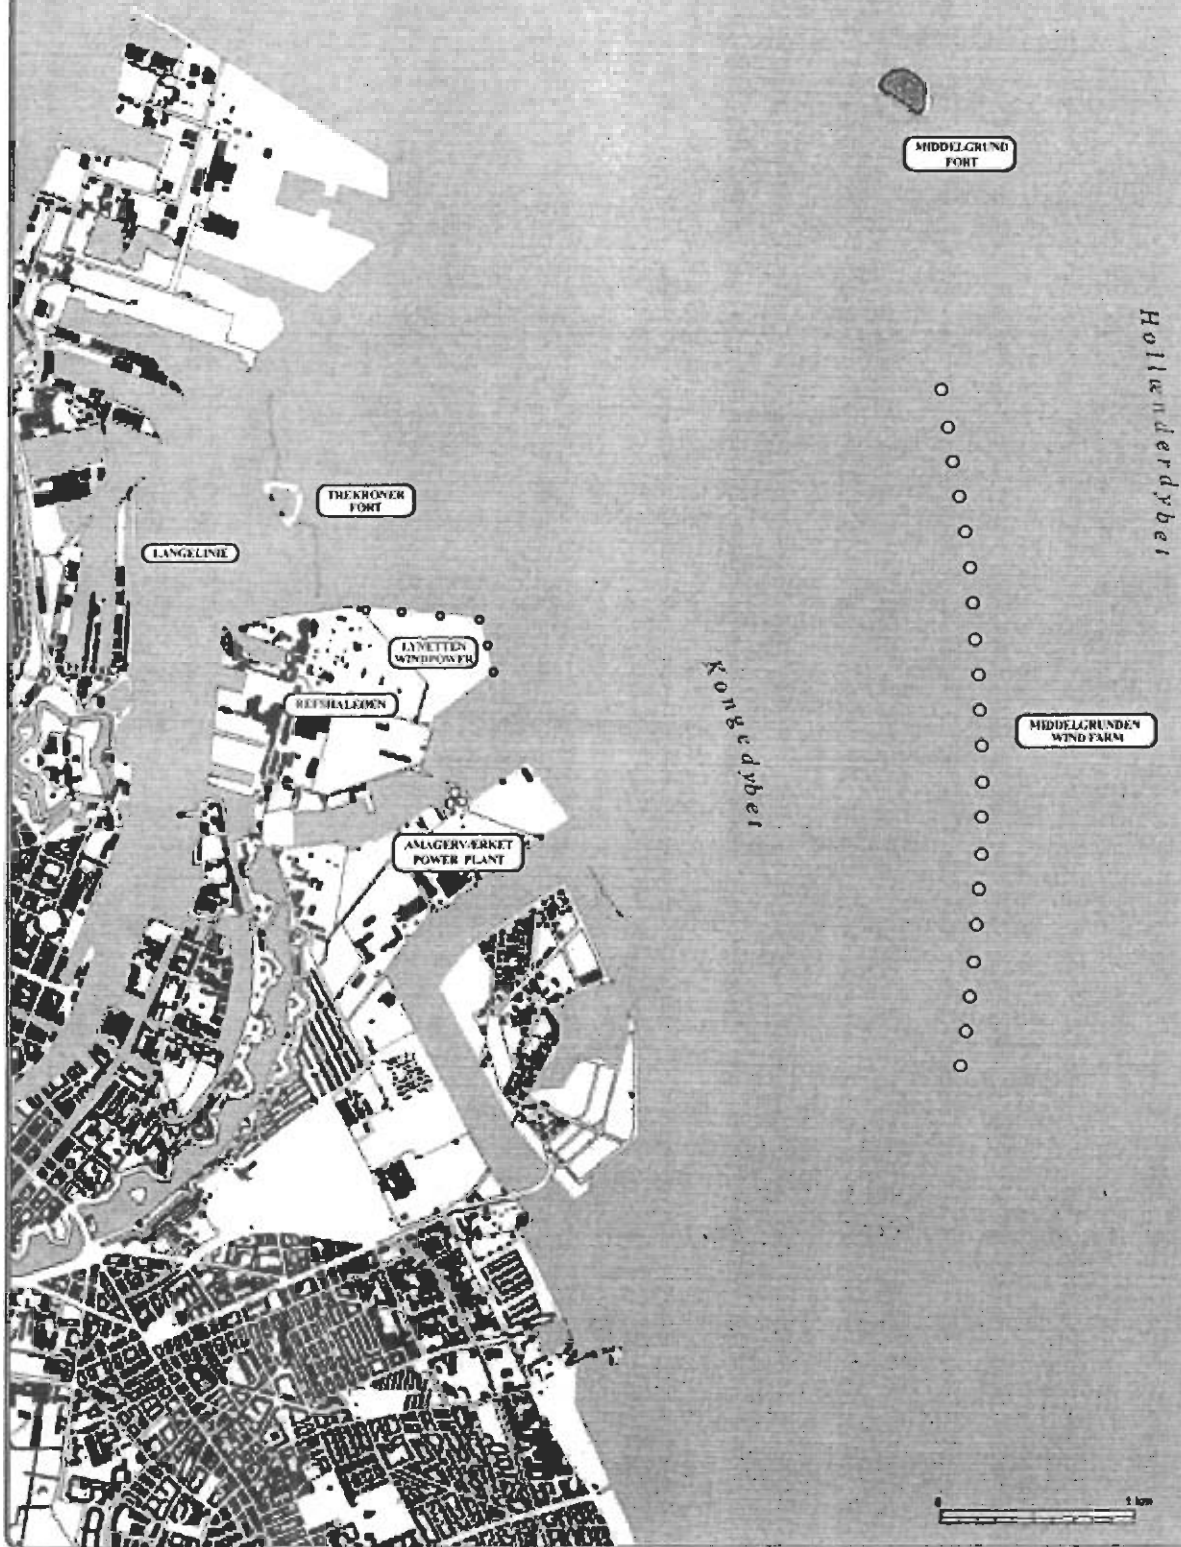 MIDDELGRUND
FORT
Hollænderdybet
TREKRONER
FORT
LANGELINIE
LYNETTEN
WINDPOWER
REFSHALEØEN
Kongedybet
MIDDELGRUNDEN
WIND FARM
AMAGERVÆRKET
POWER PLANT
0 1 km